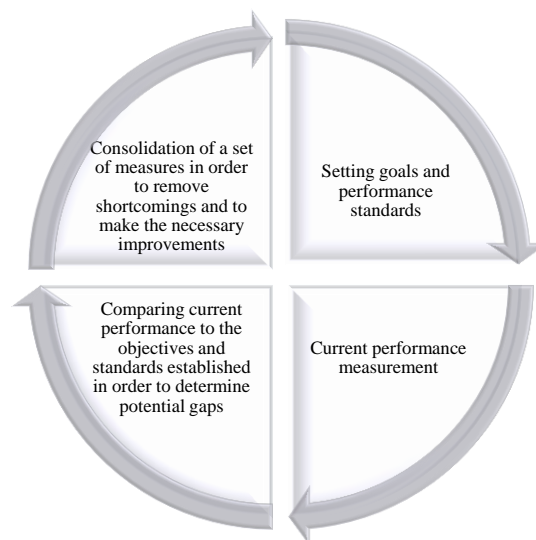 Consolidation of a set
of measures in order
to remove
shortcomings and to
make the necessary
improvements
Setting goals and
performance
standards
Comparing current
performance to the
objectives and
standards established
in order to determine
potential gaps
Current performance
measurement